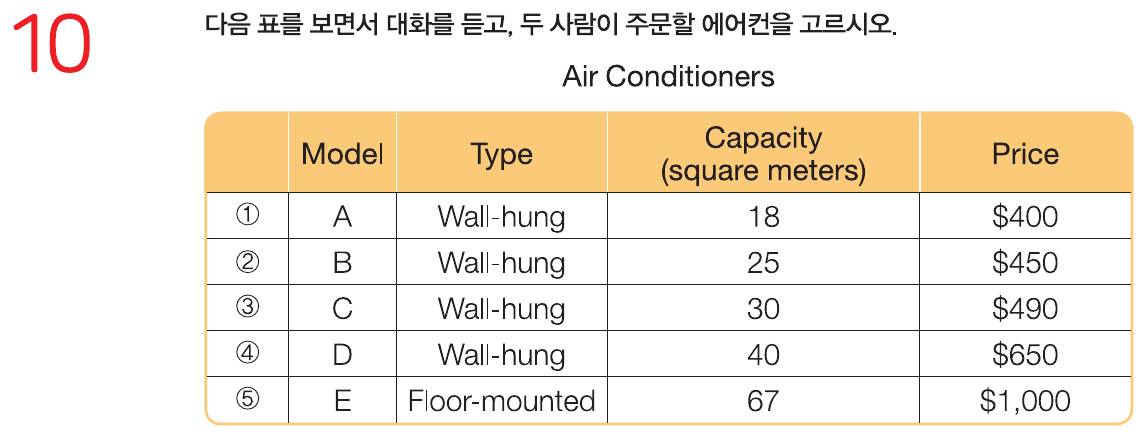 10
다음 표를 보면서 대화를 듣고, 두 사람이 주문할 에어컨을 고르시오.
Air Conditioners
Model Type Capacity (square meters) Price
① A Wall-hung 18 $400
② B Wall-hung 25 $450
③ C Wall-hung 30 $490
④ D Wall-hung 40 $650
⑤ E Floor-mounted 67 $1,000